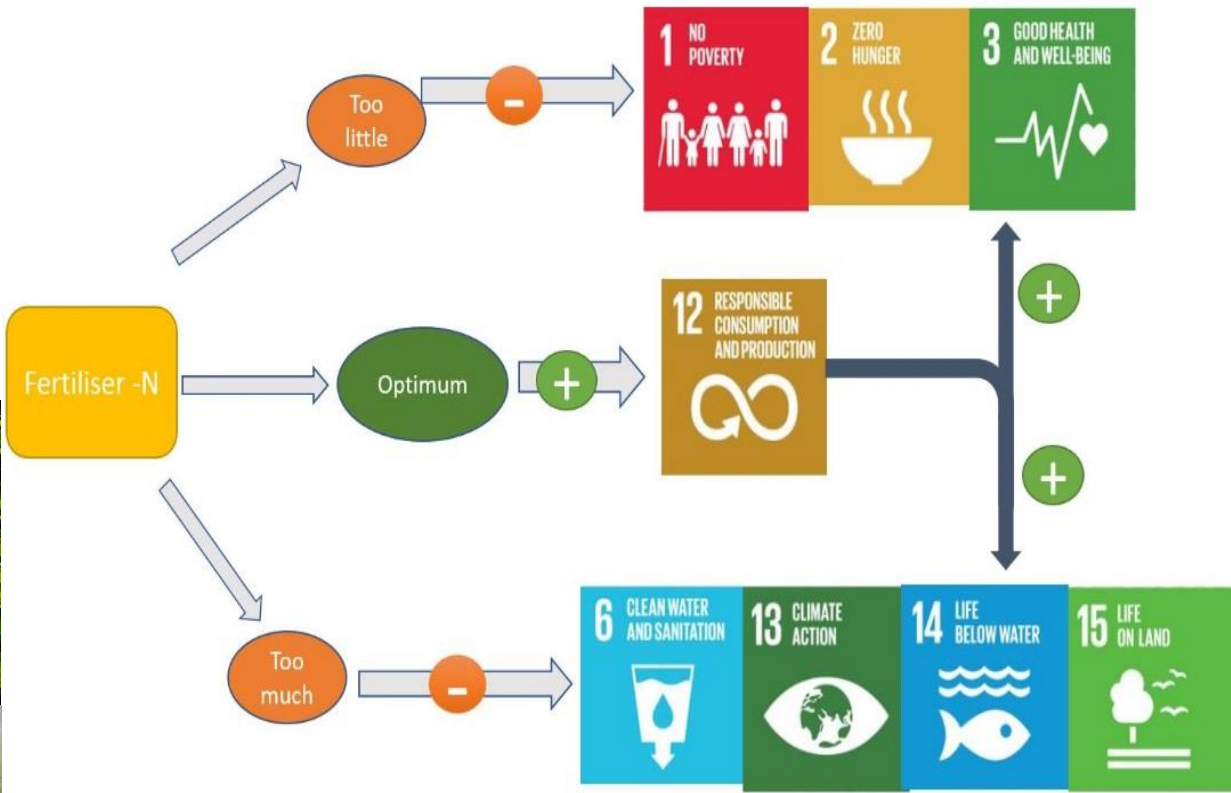 1 NO
POVERTY
2 ZERO
HUNGER
3 GOOD HEALTH
AND WELL-BEING
Too
little
-
+
12 RESPONSIBLE
CONSUMPTION
AND PRODUCTION
Fertiliser -N
Optimum
+
+
6 CLEAN WATER
AND SANITATION
13 CLIMATE
ACTION
14 LIFE
BELOW WATER
15 LIFE
ON LAND
Too
much
-